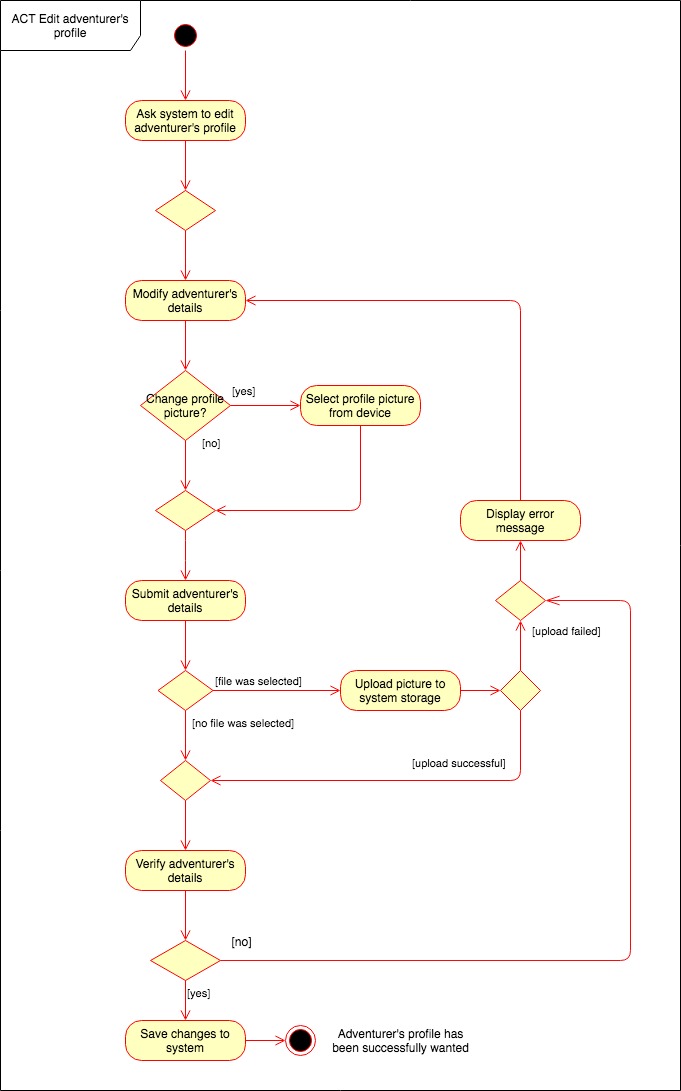 ACT Edit adventurer's
profile
Ask system to edit
adventurer's profile
Modify adventurer's
details
Change profile
picture?
[yes]
Select profile picture
from device
[no]
Display error
message
Submit adventurer's
details
[upload failed]
[file was selected]
Upload picture to
system storage
[no file was selected]
[upload successful]
Verify adventurer's
details
[no]
[yes]
Save changes to
system
Adventurer's profile has
been successfully wanted